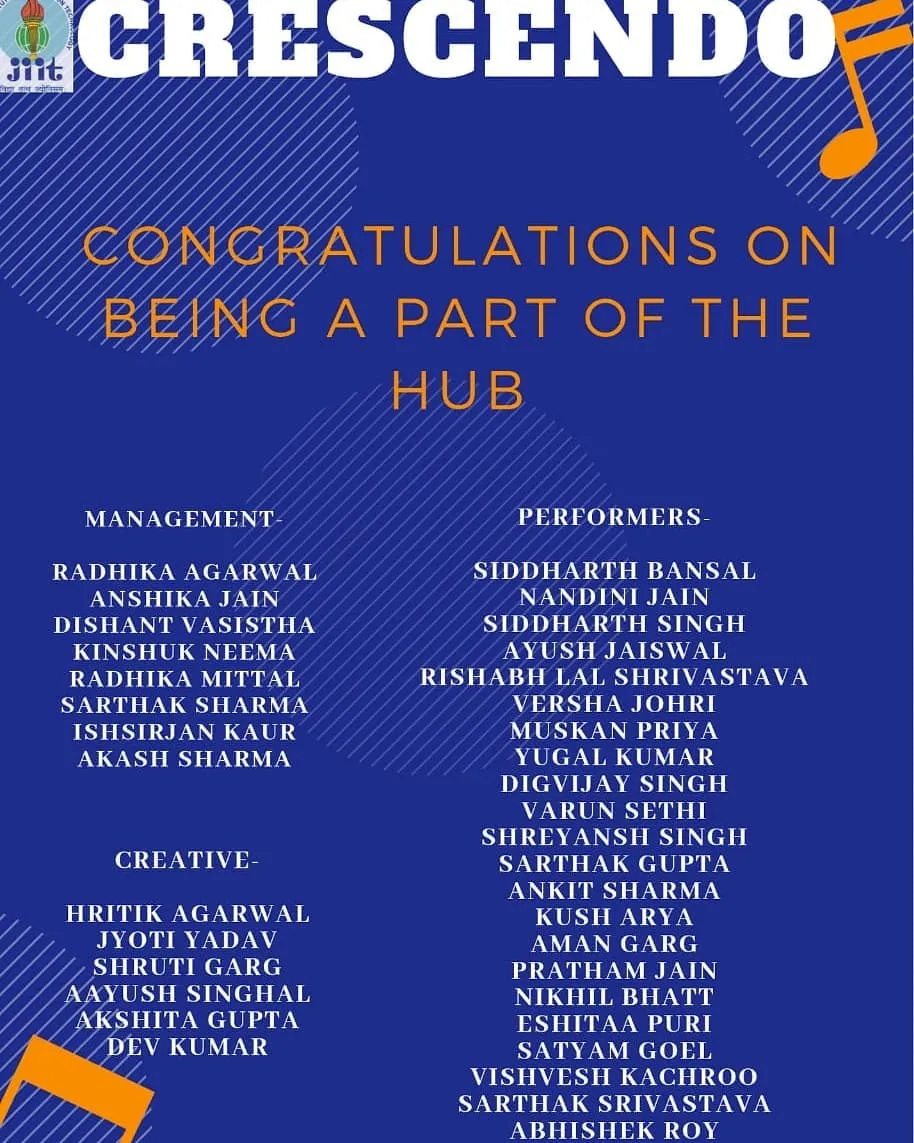 CRESCENDO
jiit
CONGRATULATIONS ON
BEING A PART OF THE
HUB
MANAGEMENT-
RADHIKA AGARWAL
ANSHIKA JAIN
DISHANT VASISTHA
KINSHUK NEEMA
RADHIKA MITTAL
SARTHAK SHARMA
ISHSIRJAN KAUR
AKASH SHARMA
CREATIVE-
HRITIK AGARWAL
JYOTI YADAV
SHRUTI GARG
AAYUSH SINGHAL
AKSHITA GUPTA
DEV KUMAR
PERFORMERS-
SIDDHARTH BANSAL
NANDINI JAIN
SIDDHARTH SINGH
AYUSH JAISWAL
RISHABH LAL SHRIVASTAVA
VERSHA JOHRI
MUSKAN PRIYA
YUGAL KUMAR
DIGVIJAY SINGH
VARUN SETHI
SHREYANSH SINGH
SARTHAK GUPTA
ANKIT SHARMA
KUSH ARYA
AMAN GARG
PRATHAM JAIN
NIKHIL BHATT
ESHITAA PURI
SATYAM GOEL
VISHVESH KACHROO
SARTHAK SRIVASTAVA
ABHISHEK ROY